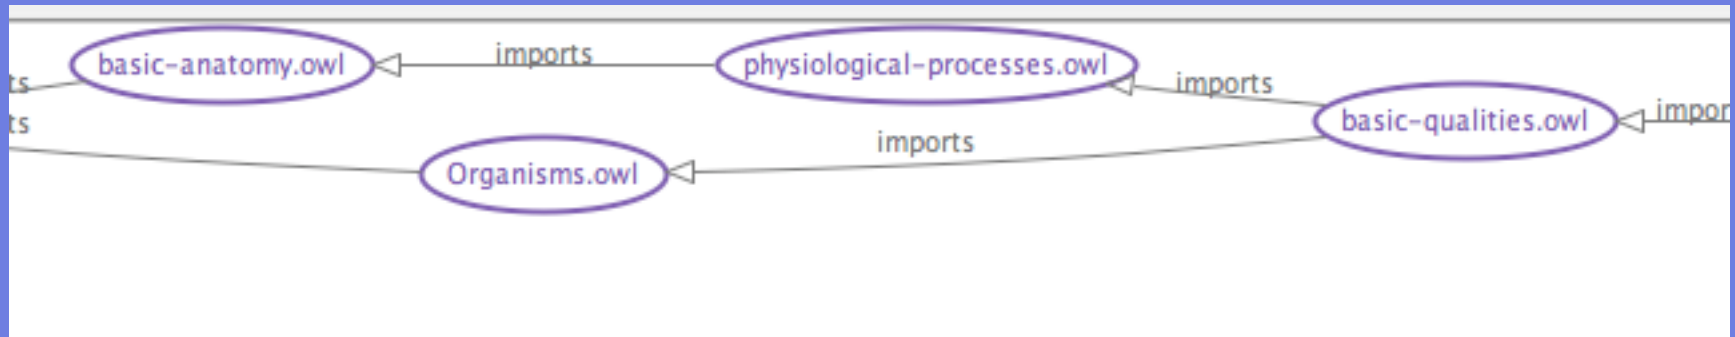 basic-anatomy.owl
imports
physiological-processes.owl
imports
basic-qualities.owl
imports
Organisms.owl